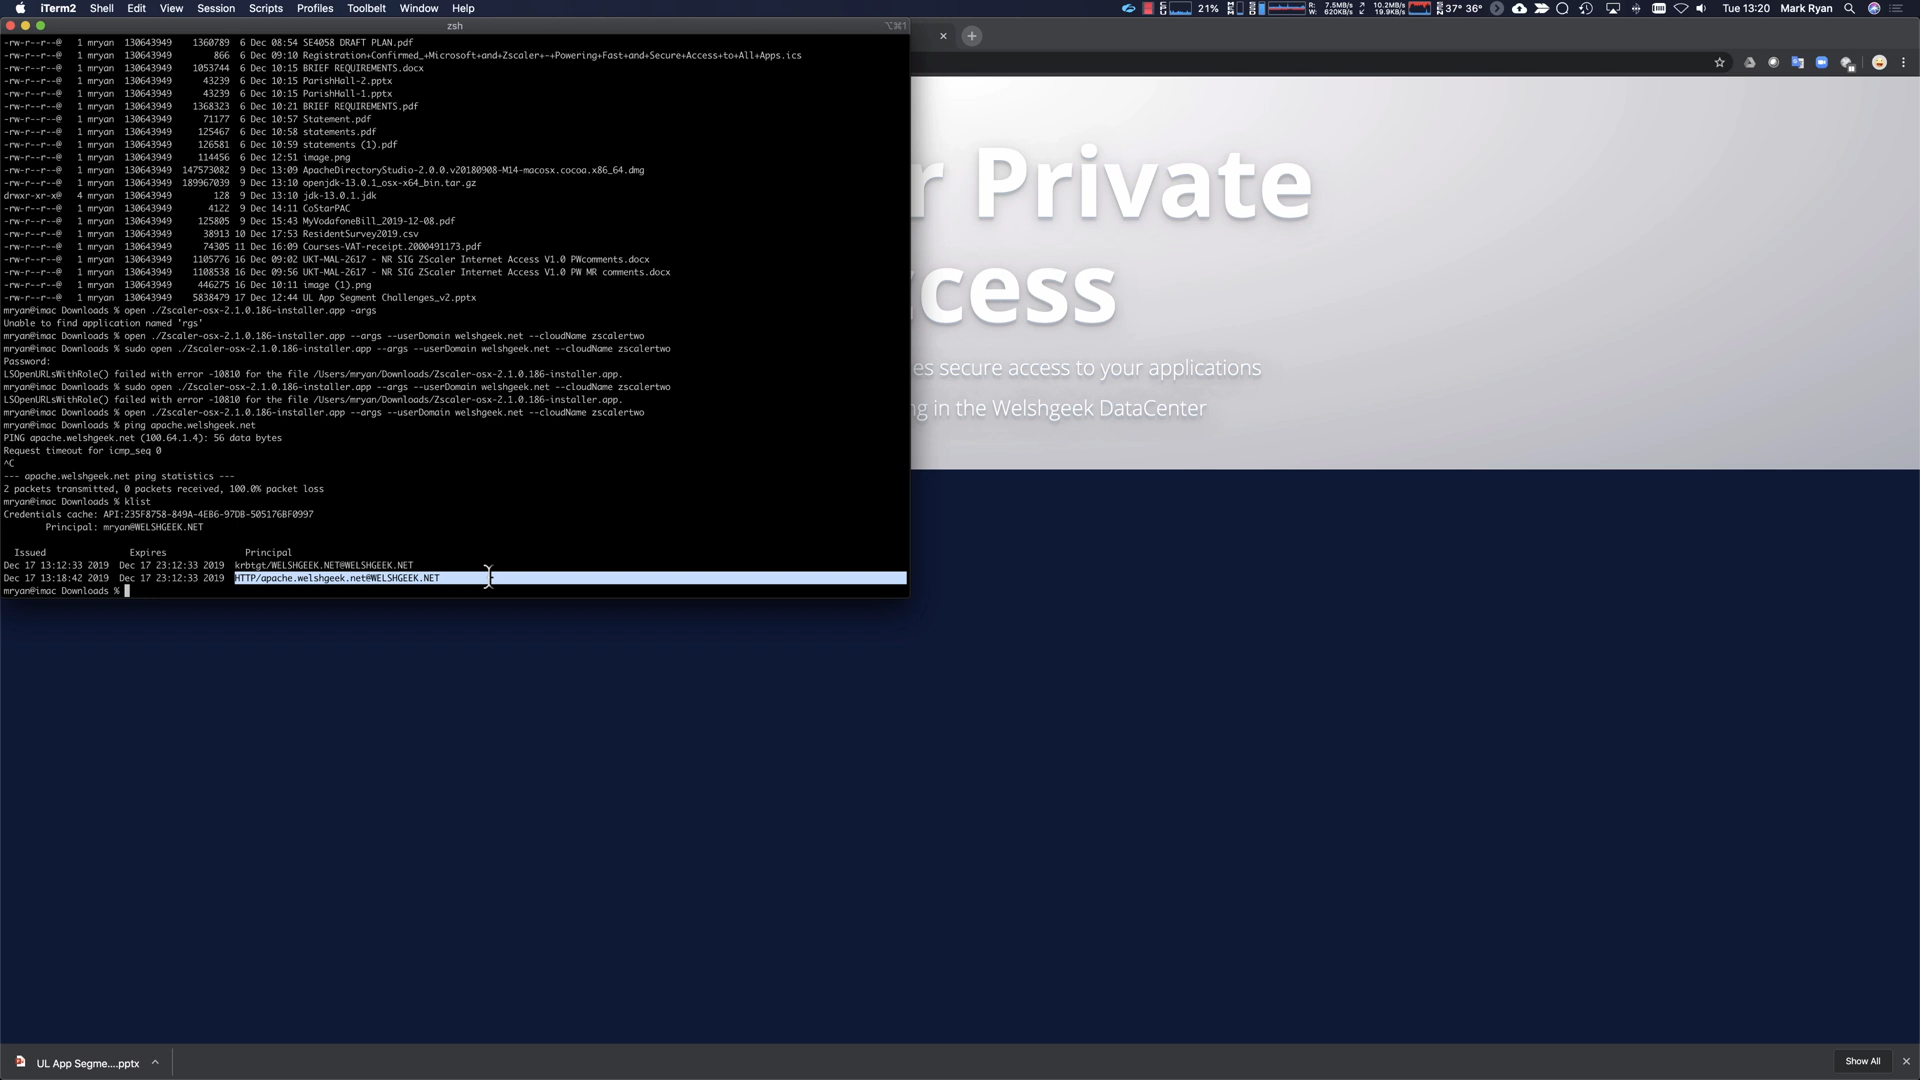 iTerm2 Shell Edit View Session Scripts Profiles Toolbelt Window Help 21% R: 7.5MB/s W: 620KB/s 10.2MB/s 19.9KB/s 37° 36° Tue 13:20 Mark Ryan
zsh ⌥⌘1
-rw-r--r--@ 1 mryan 130643949 1360789 6 Dec 08:54 SE4058 DRAFT PLAN.pdf
-rw-r--r--@ 1 mryan 130643949 866 6 Dec 09:10 Registration+Confirmed_+Microsoft+and+Zscaler+-+Powering+Fast+and+Secure+Access+to+All+Apps.ics
-rw-r--r--@ 1 mryan 130643949 1053744 6 Dec 10:15 BRIEF REQUIREMENTS.docx
-rw-r--r--@ 1 mryan 130643949 43239 6 Dec 10:15 ParishHall-2.pptx
-rw-r--r--@ 1 mryan 130643949 43239 6 Dec 10:15 ParishHall-1.pptx
-rw-r--r--@ 1 mryan 130643949 1368323 6 Dec 10:21 BRIEF REQUIREMENTS.pdf
-rw-r--r--@ 1 mryan 130643949 71177 6 Dec 10:57 Statement.pdf
-rw-r--r--@ 1 mryan 130643949 125467 6 Dec 10:58 statements.pdf
-rw-r--r--@ 1 mryan 130643949 126581 6 Dec 10:59 statements (1).pdf
-rw-r--r--@ 1 mryan 130643949 114456 6 Dec 12:51 image.png
-rw-r--r--@ 1 mryan 130643949 147573082 9 Dec 13:09 ApacheDirectoryStudio-2.0.0.v20180908-M14-macosx.cocoa.x86_64.dmg
-rw-r--r--@ 1 mryan 130643949 189967039 9 Dec 13:10 openjdk-13.0.1_osx-x64_bin.tar.gz
drwxr-xr-x@ 4 mryan 130643949 128 9 Dec 13:10 jdk-13.0.1.jdk
-rw-r--r--@ 1 mryan 130643949 4122 9 Dec 14:11 CoStarPAC
-rw-r--r--@ 1 mryan 130643949 125805 9 Dec 15:43 MyVodafoneBill_2019-12-08.pdf
-rw-r--r--@ 1 mryan 130643949 38913 10 Dec 17:53 ResidentSurvey2019.csv
-rw-r--r--@ 1 mryan 130643949 74305 11 Dec 16:09 Courses-VAT-receipt.2000491173.pdf
-rw-r--r--@ 1 mryan 130643949 1105776 16 Dec 09:02 UKT-MAL-2617 - NR SIG ZScaler Internet Access V1.0 PWcomments.docx
-rw-r--r--@ 1 mryan 130643949 1108538 16 Dec 09:56 UKT-MAL-2617 - NR SIG ZScaler Internet Access V1.0 PW MR comments.docx
-rw-r--r--@ 1 mryan 130643949 446275 16 Dec 10:11 image (1).png
-rw-r--r--@ 1 mryan 130643949 5838479 17 Dec 12:44 UL App Segment Challenges_v2.pptx
mryan@imac Downloads % open ./Zscaler-osx-2.1.0.186-installer.app -args
Unable to find application named 'rgs'
mryan@imac Downloads % open ./Zscaler-osx-2.1.0.186-installer.app --args --userDomain welshgeek.net --cloudName zscalertwo
mryan@imac Downloads % sudo open ./Zscaler-osx-2.1.0.186-installer.app --args --userDomain welshgeek.net --cloudName zscalertwo
Password:
LSOpenURLsWithRole() failed with error -10810 for the file /Users/mryan/Downloads/Zscaler-osx-2.1.0.186-installer.app.
mryan@imac Downloads % sudo open ./Zscaler-osx-2.1.0.186-installer.app --args --userDomain welshgeek.net --cloudName zscalertwo
LSOpenURLsWithRole() failed with error -10810 for the file /Users/mryan/Downloads/Zscaler-osx-2.1.0.186-installer.app.
mryan@imac Downloads % open ./Zscaler-osx-2.1.0.186-installer.app --args --userDomain welshgeek.net --cloudName zscalertwo
mryan@imac Downloads % ping apache.welshgeek.net
PING apache.welshgeek.net (100.64.1.4): 56 data bytes
Request timeout for icmp_seq 0
^C
--- apache.welshgeek.net ping statistics ---
2 packets transmitted, 0 packets received, 100.0% packet loss
mryan@imac Downloads % klist
Credentials cache: API:235F8758-849A-4EB6-97DB-505176BF0997
Principal: mryan@WELSHGEEK.NET
Issued Expires Principal
Dec 17 13:12:33 2019 Dec 17 23:12:33 2019 krbtgt/WELSHGEEK.NET@WELSHGEEK.NET
Dec 17 13:18:42 2019 Dec 17 23:12:33 2019 HTTP/apache.welshgeek.net@WELSHGEEK.NET
mryan@imac Downloads %
r Private
cess
es secure access to your applications
ng in the Welshgeek DataCenter
UL App Segme....pptx
Show All